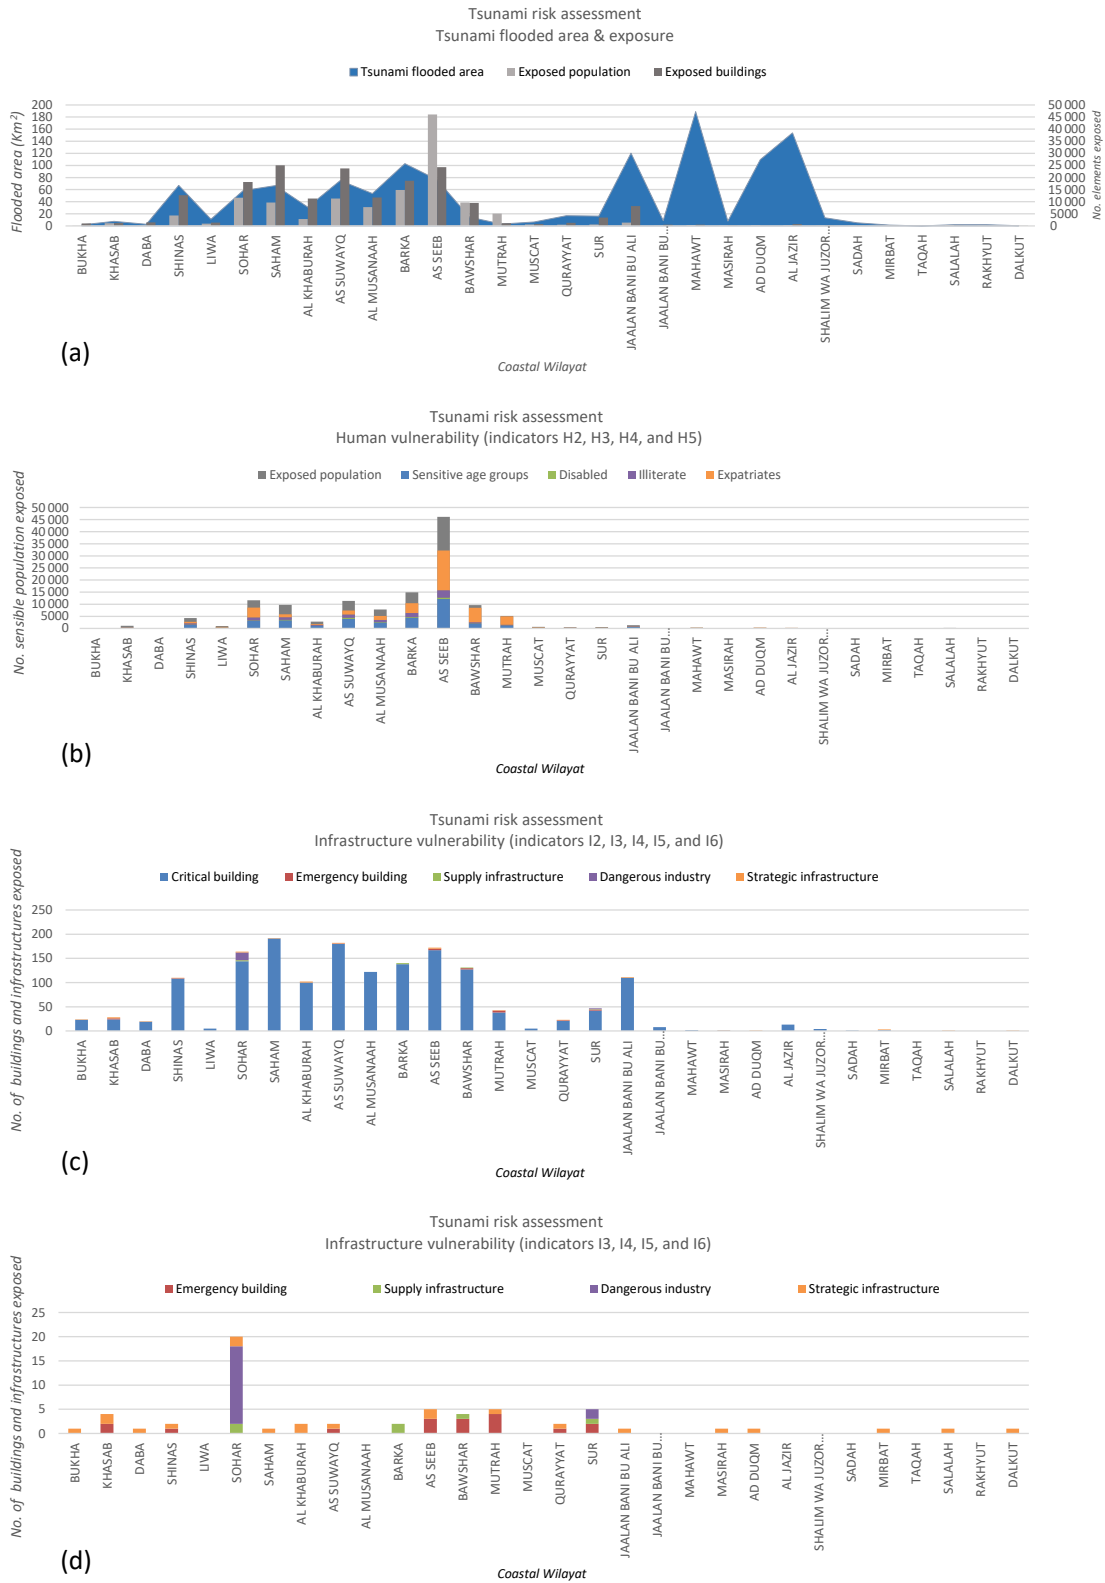 Tsunami risk assessment
Tsunami flooded area & exposure
Tsunami flooded area Exposed population Exposed buildings
Flooded area (Km²)
200
180
160
140
120
100
80
60
40
20
0
50 000
45 000
40 000
35 000
30 000
25 000
20 000
15 000
10 000
5000
0
No. elements exposed
BUKHA
KHASAB
DABA
SHINAS
LIWA
SOHAR
SAHAM
AL KHABURAH
AS SUWAYQ
AL MUSANAAH
BARKA
AS SEEB
BAWSHAR
MUTRAH
MUSCAT
QURAYYAT
SUR
JAALAN BANI BU ALI
JAALAN BANI BU...
MAHAWT
MASIRAH
AD DUQM
AL JAZIR
SHALIM WA JUZOR...
SADAH
MIRBAT
TAQAH
SALALAH
RAKHYUT
DALKUT
(a)
Coastal Wilayat
Tsunami risk assessment
Human vulnerability (indicators H2, H3, H4, and H5)
Exposed population Sensitive age groups Disabled Illiterate Expatriates
No. sensible population exposed
50 000
45 000
40 000
35 000
30 000
25 000
20 000
15 000
10 000
5000
0
BUKHA
KHASAB
DABA
SHINAS
LIWA
SOHAR
SAHAM
AL KHABURAH
AS SUWAYQ
AL MUSANAAH
BARKA
AS SEEB
BAWSHAR
MUTRAH
MUSCAT
QURAYYAT
SUR
JAALAN BANI BU ALI
JAALAN BANI BU...
MAHAWT
MASIRAH
AD DUQM
AL JAZIR
SHALIM WA JUZOR...
SADAH
MIRBAT
TAQAH
SALALAH
RAKHYUT
DALKUT
(b)
Coastal Wilayat
Tsunami risk assessment
Infrastructure vulnerability (indicators I2, I3, I4, I5, and I6)
Critical building Emergency building Supply infrastructure Dangerous industry Strategic infrastructure
No. of buildings and infrastructures exposed
250
200
150
100
50
0
BUKHA
KHASAB
DABA
SHINAS
LIWA
SOHAR
SAHAM
AL KHABURAH
AS SUWAYQ
AL MUSANAAH
BARKA
AS SEEB
BAWSHAR
MUTRAH
MUSCAT
QURAYYAT
SUR
JAALAN BANI BU ALI
JAALAN BANI BU...
MAHAWT
MASIRAH
AD DUQM
AL JAZIR
SHALIM WA JUZOR...
SADAH
MIRBAT
TAQAH
SALALAH
RAKHYUT
DALKUT
(c)
Coastal Wilayat
Tsunami risk assessment
Infrastructure vulnerability (indicators I3, I4, I5, and I6)
Emergency building Supply infrastructure Dangerous industry Strategic infrastructure
No. of buildings and infrastructures exposed
25
20
15
10
5
0
BUKHA
KHASAB
DABA
SHINAS
LIWA
SOHAR
SAHAM
AL KHABURAH
AS SUWAYQ
AL MUSANAAH
BARKA
AS SEEB
BAWSHAR
MUTRAH
MUSCAT
QURAYYAT
SUR
JAALAN BANI BU ALI
JAALAN BANI BU...
MAHAWT
MASIRAH
AD DUQM
AL JAZIR
SHALIM WA JUZOR...
SADAH
MIRBAT
TAQAH
SALALAH
RAKHYUT
DALKUT
(d)
Coastal Wilayat